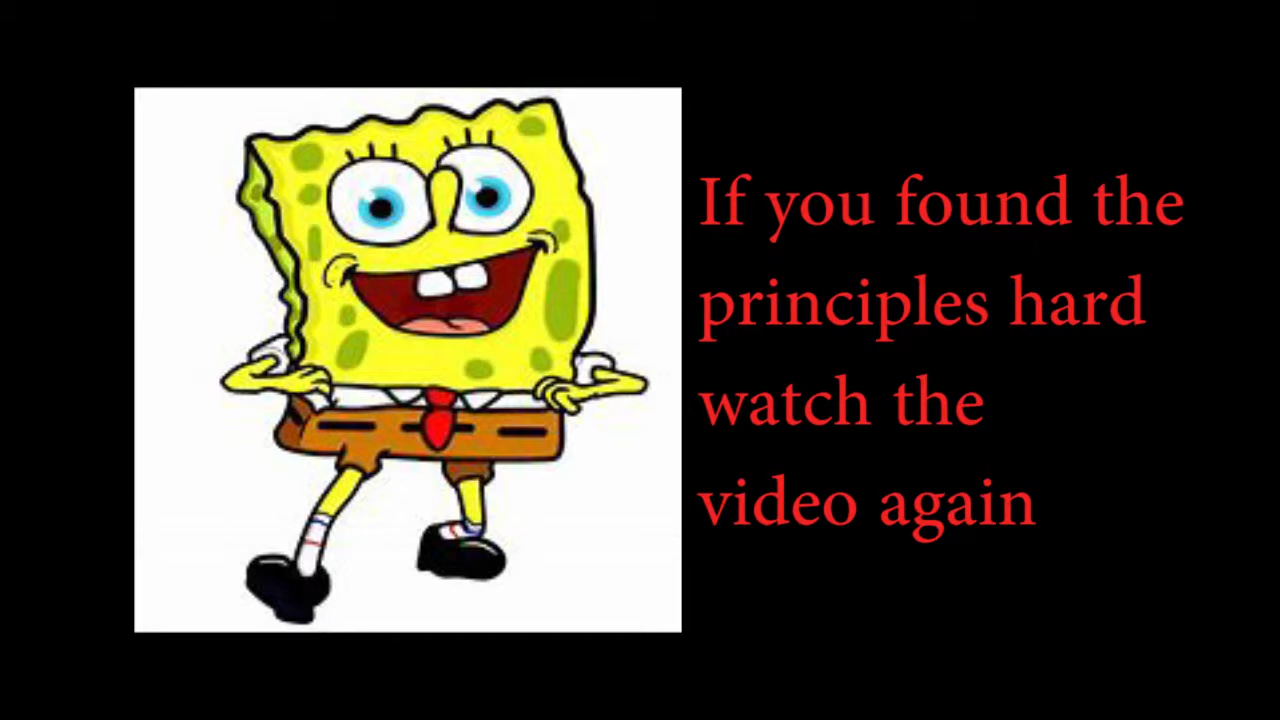 If you found the
principles hard
watch the
video again